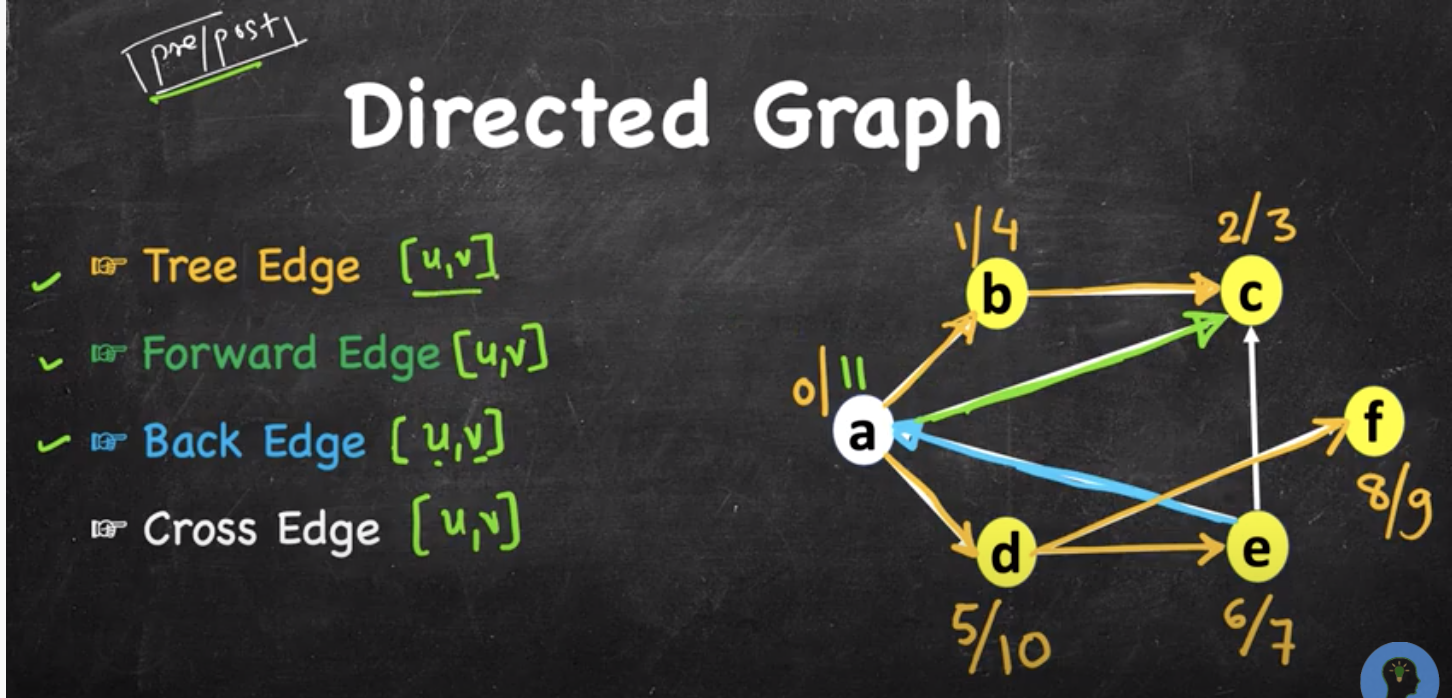 pre/post
Directed Graph
Tree Edge [u,v]
Forward Edge [u,v]
Back Edge [u,v]
Cross Edge [u,v]
1/4
2/3
b
c
0/11
a
f
8/9
d
e
5/10
6/7